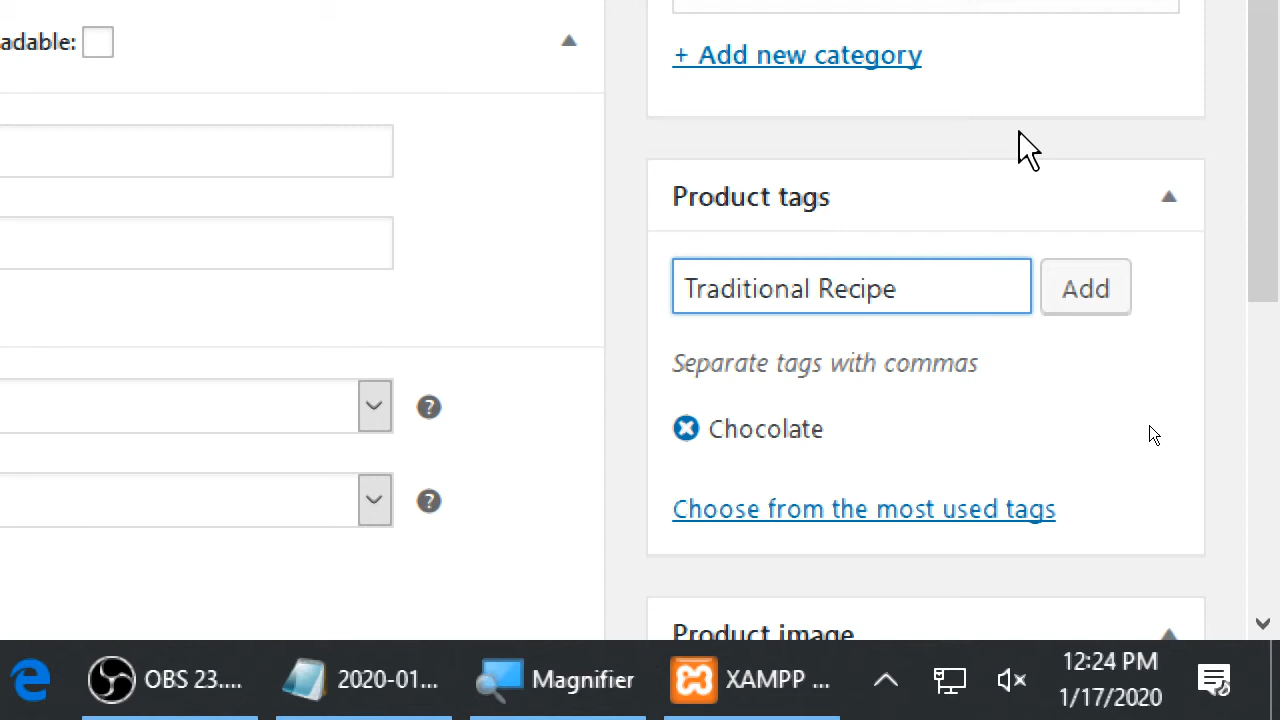 adable:
+ Add new category
Product tags
Traditional Recipe
Add
Separate tags with commas
Chocolate
Choose from the most used tags
Product image
OBS 23....
2020-01...
Magnifier
XAMPP ...
12:24 PM
1/17/2020